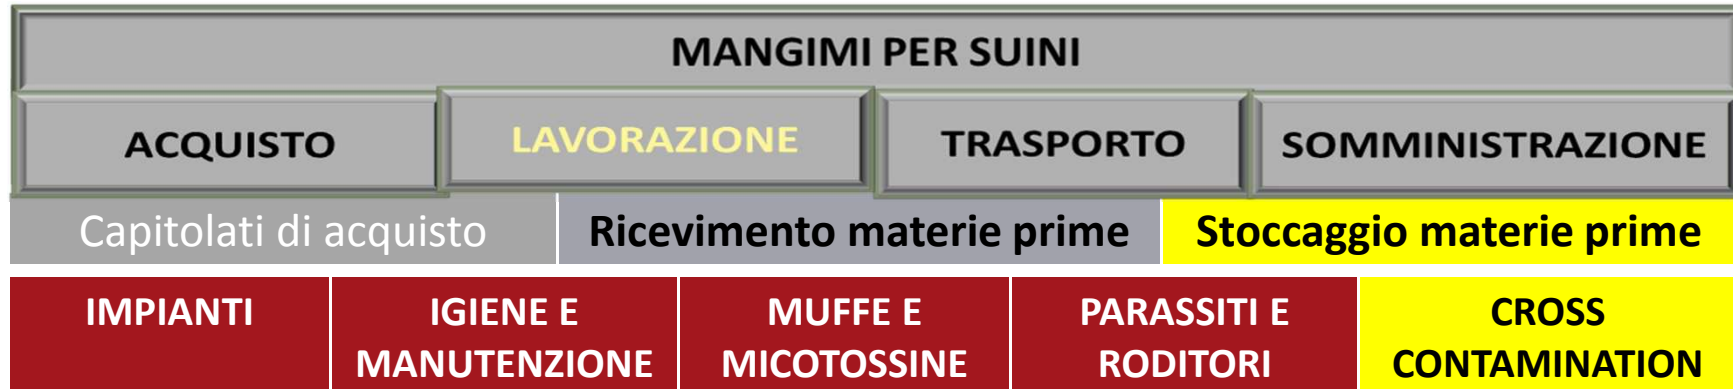 MANGIMI PER SUINI
ACQUISTO LAVORAZIONE TRASPORTO SOMMINISTRAZIONE
Capitolati di acquisto Ricevimento materie prime Stoccaggio materie prime
IMPIANTI IGIENE E MUFFE E PARASSITI E CROSS
MANUTENZIONE MICOTOSSINE RODITORI CONTAMINATION